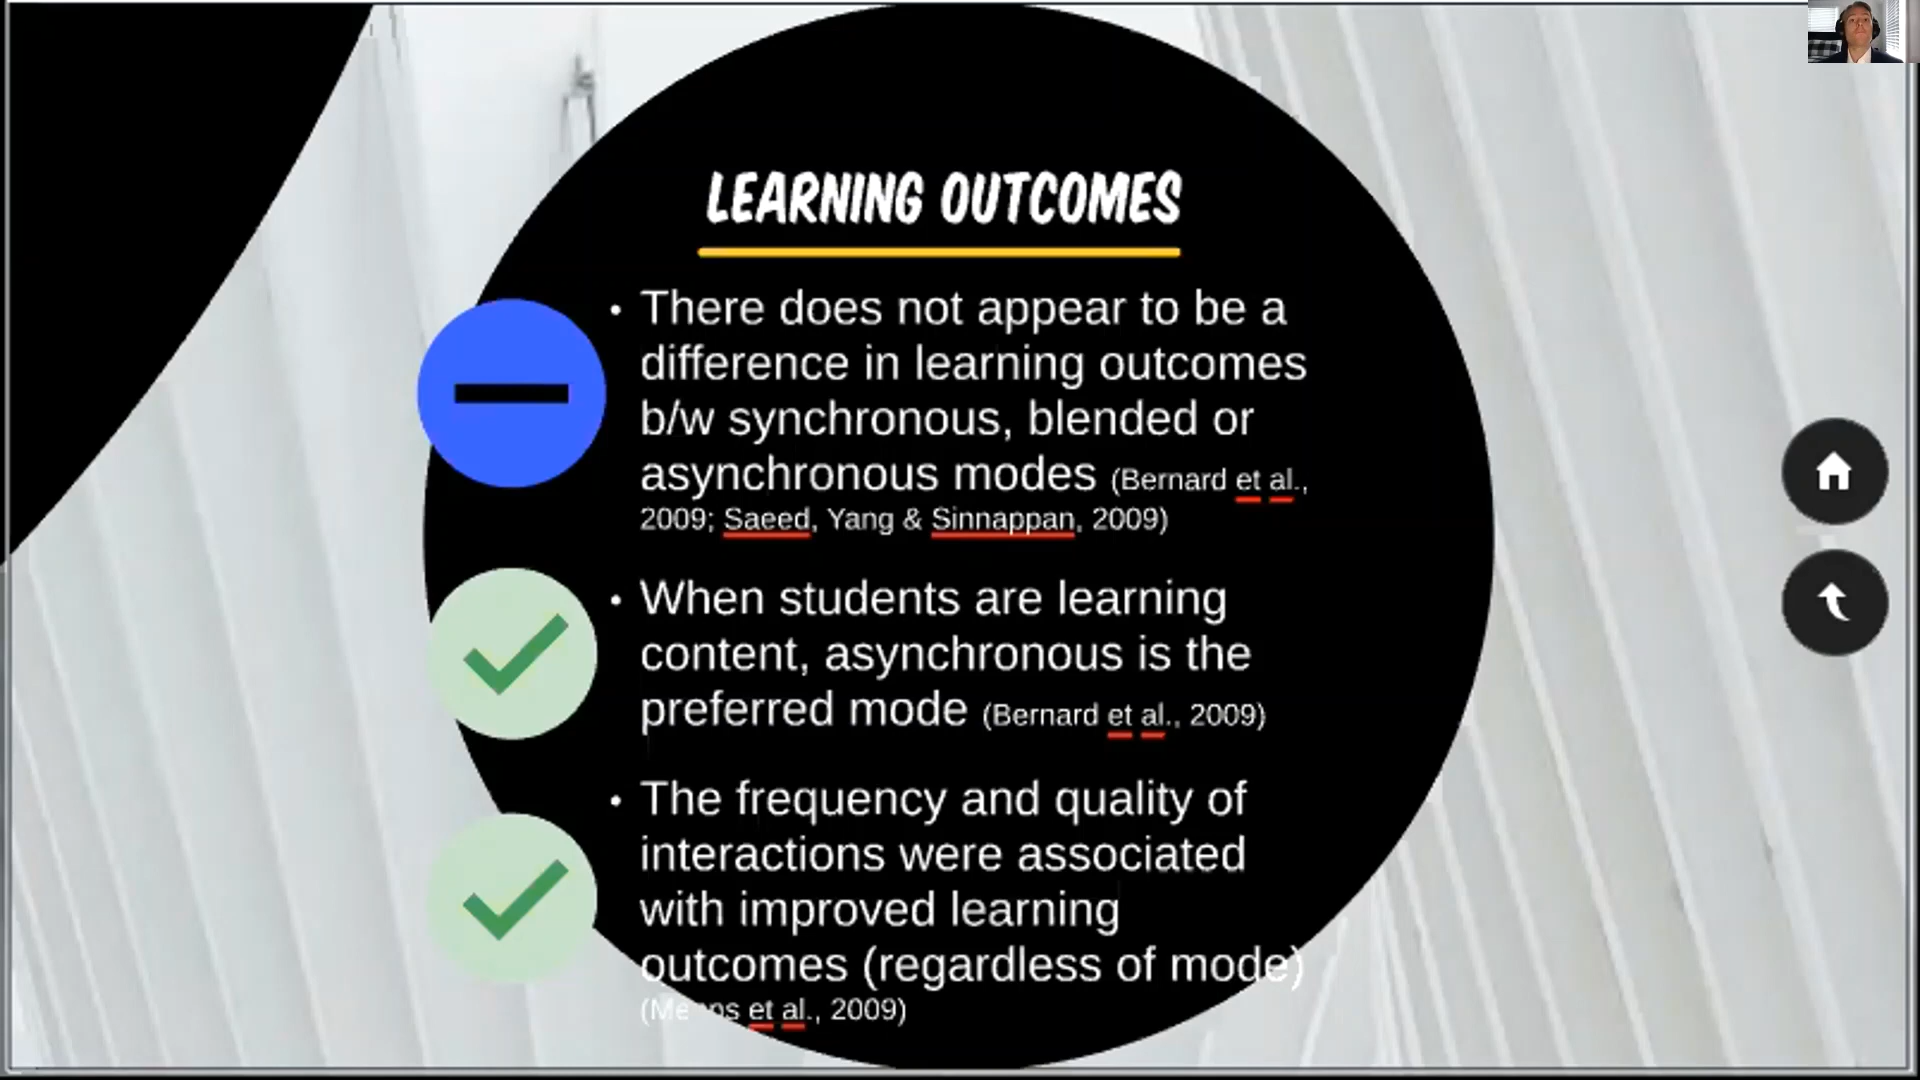 LEARNING OUTCOMES
• There does not appear to be a
difference in learning outcomes
b/w synchronous, blended or
asynchronous modes (Bernard et al.,
2009; Saeed, Yang & Sinnappan, 2009)
• When students are learning
content, asynchronous is the
preferred mode (Bernard et al., 2009)
• The frequency and quality of
interactions were associated
with improved learning
outcomes (regardless of mode)
(Means et al., 2009)